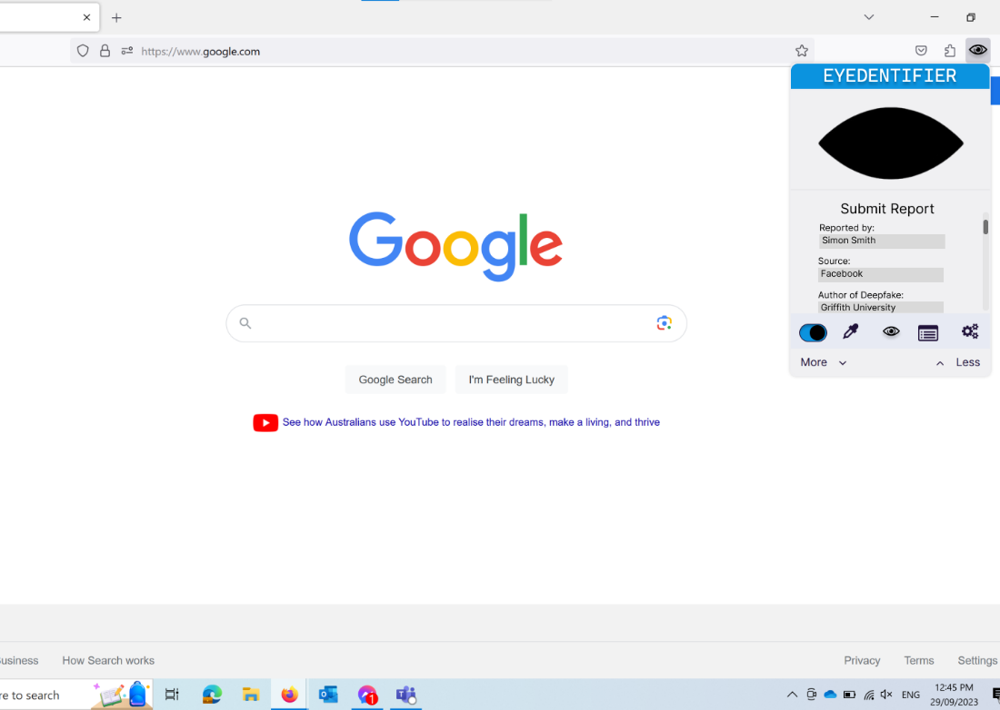 https://www.google.com
EYEDENTIFIER
Submit Report
Reported by:
Simon Smith
Source:
Facebook
Author of Deepfake:
Griffith University
More
Less
Google
Google Search
I'm Feeling Lucky
See how Australians use YouTube to realise their dreams, make a living, and thrive
usiness
How Search works
Privacy
Terms
Settings
re to search
1
ENG
12:45 PM
29/09/2023